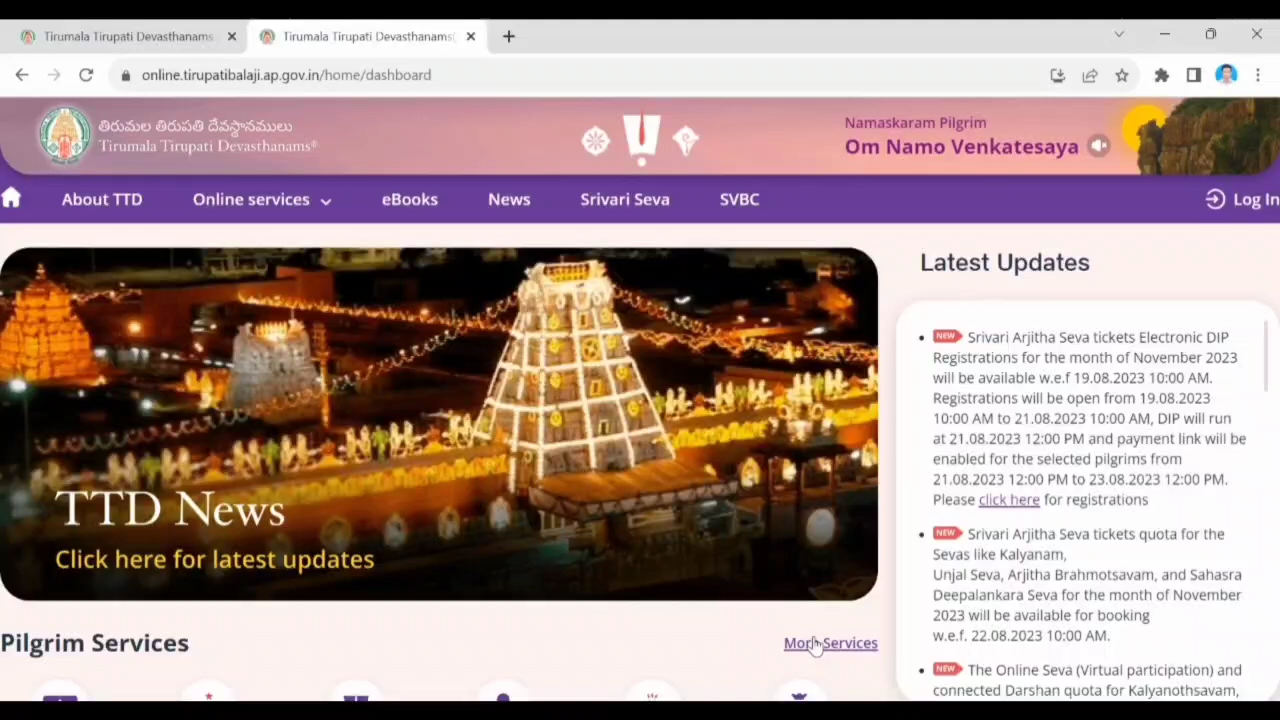 Tirumala Tirupati Devasthanams
Tirumala Tirupati Devasthanams
online.tirupatibalaji.ap.gov.in/home/dashboard
తిరుమల తిరుపతి దేవస్థానములు
Tirumala Tirupati Devasthanams®
Namaskaram Pilgrim
Om Namo Venkatesaya
About TTD
Online services
eBooks
News
Srivari Seva
SVBC
Log In
TTD News
Click here for latest updates
Pilgrim Services
More Services
Latest Updates
NEW Srivari Arjitha Seva tickets Electronic DIP
Registrations for the month of November 2023
will be available w.e.f 19.08.2023 10:00 AM.
Registrations will be open from 19.08.2023
10:00 AM to 21.08.2023 10:00 AM, DIP will run
at 21.08.2023 12:00 PM and payment link will be
enabled for the selected pilgrims from
21.08.2023 12:00 PM to 23.08.2023 12:00 PM.
Please click here for registrations
NEW Srivari Arjitha Seva tickets quota for the
Sevas like Kalyanam,
Unjal Seva, Arjitha Brahmotsavam, and Sahasra
Deepalankara Seva for the month of November
2023 will be available for booking
w.e.f. 22.08.2023 10:00 AM.
NEW The Online Seva (Virtual participation) and
connected Darshan quota for Kalyanothsavam,